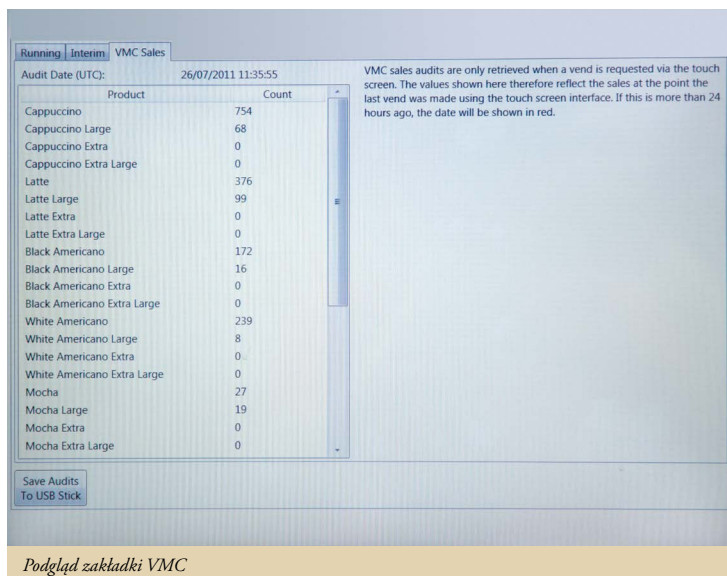 Running Interim VMC Sales
Audit Date (UTC): 26/07/2011 11:35:55
Product Count
Cappuccino 754
Cappuccino Large 68
Cappuccino Extra 0
Cappuccino Extra Large 0
Latte 376
Latte Large 99
Latte Extra 0
Latte Extra Large 0
Black Americano 172
Black Americano Large 16
Black Americano Extra 0
Black Americano Extra Large 0
White Americano 239
White Americano Large 8
White Americano Extra 0
White Americano Extra Large 0
Mocha 27
Mocha Large 19
Mocha Extra 0
Mocha Extra Large 0
VMC sales audits are only retrieved when a vend is requested via the touch
screen. The values shown here therefore reflect the sales at the point the
last vend was made using the touch screen interface. If this is more than 24
hours ago, the date will be shown in red.
Save Audits
To USB Stick
Podgląd zakładki VMC